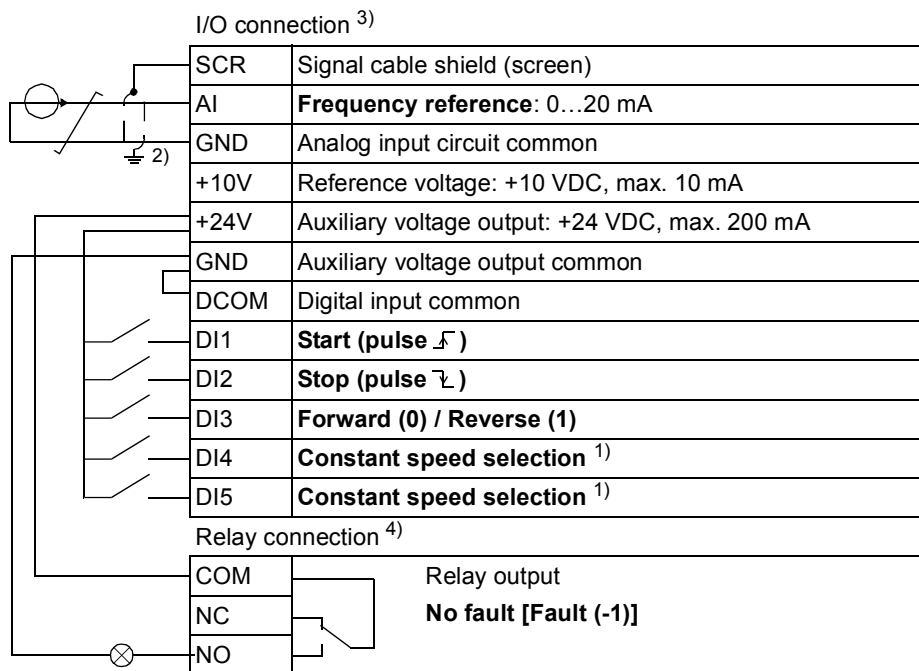 I/O connection 3)
SCR Signal cable shield (screen)
AI Frequency reference: 0…20 mA
GND Analog input circuit common
2)
+10V Reference voltage: +10 VDC, max. 10 mA
+24V Auxiliary voltage output: +24 VDC, max. 200 mA
GND Auxiliary voltage output common
DCOM Digital input common
DI1 Start (pulse )
DI2 Stop (pulse )
DI3 Forward (0) / Reverse (1)
DI4 Constant speed selection 1)
DI5 Constant speed selection 1)
Relay connection 4)
COM Relay output
NC No fault [Fault (-1)]
NO